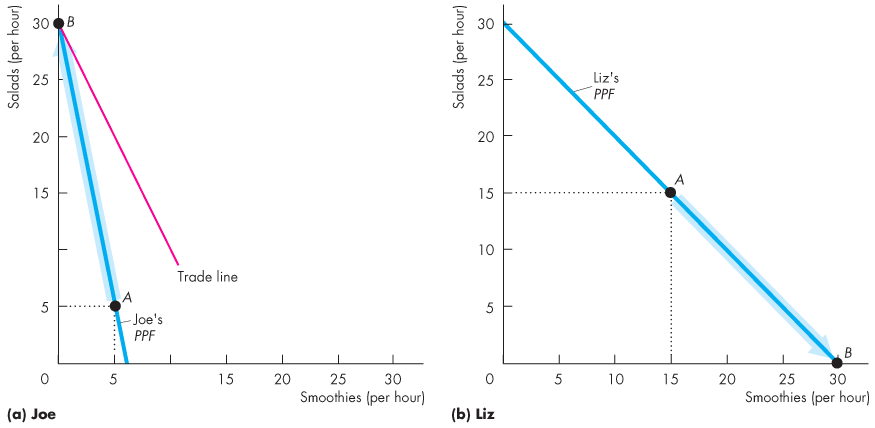 Salads (per hour)
30
B
25
20
15
5
A
Trade line
Joe's
PPF
0
5
15
20
25
30
Smoothies (per hour)
(a) Joe
Salads (per hour)
30
25
20
15
10
5
Liz's
PPF
A
B
0
5
10
15
20
25
30
Smoothies (per hour)
(b) Liz